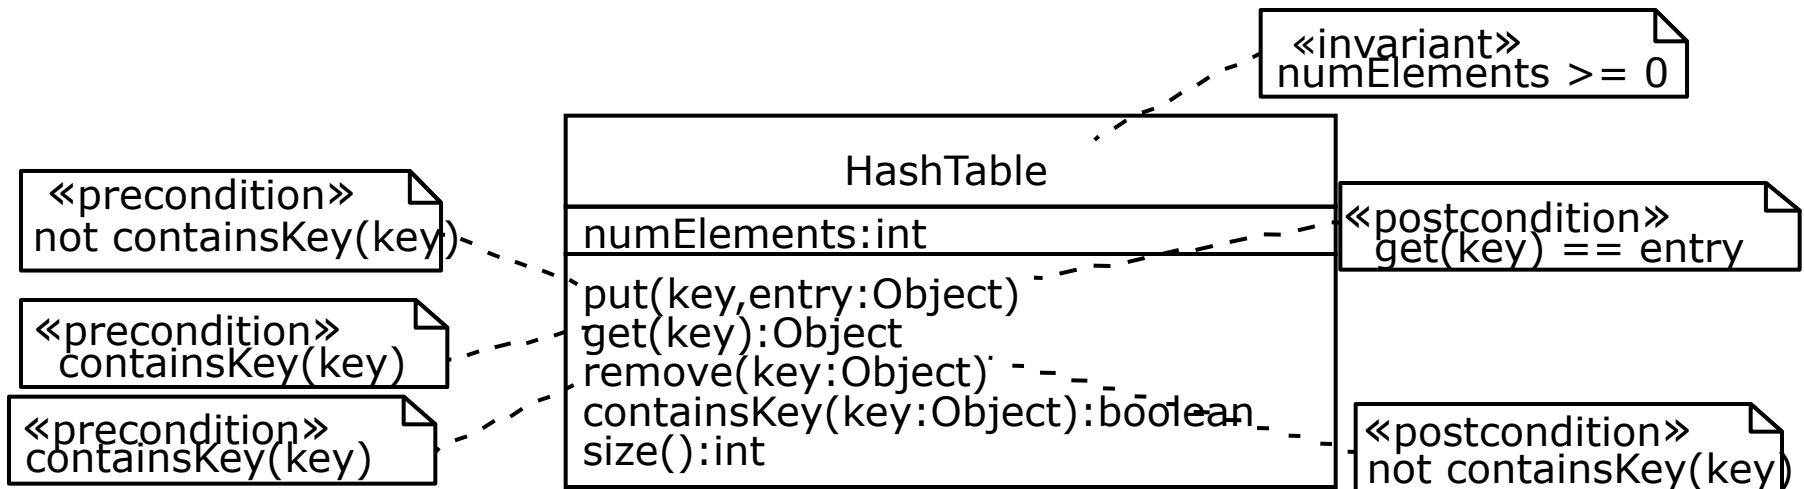 «invariant»
numElements >= 0
HashTable
numElements:int
put(key,entry:Object)
get(key):Object
remove(key:Object)
containsKey(key:Object):boolean
size():int
«precondition»
not containsKey(key)
«precondition»
containsKey(key)
«precondition»
containsKey(key)
«postcondition»
get(key) == entry
«postcondition»
not containsKey(key)